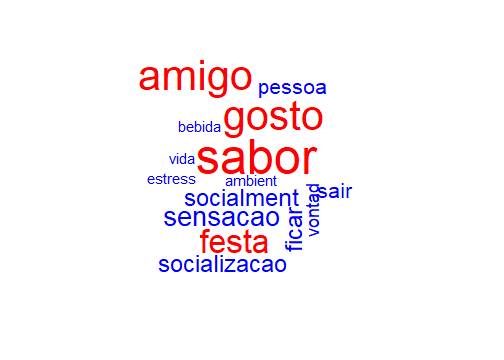 amigo
pessoa
gosto
bebida
sabor
vida
estress
ambient
socialment
sair
vontad
sensacao
ficar
festa
socializacao